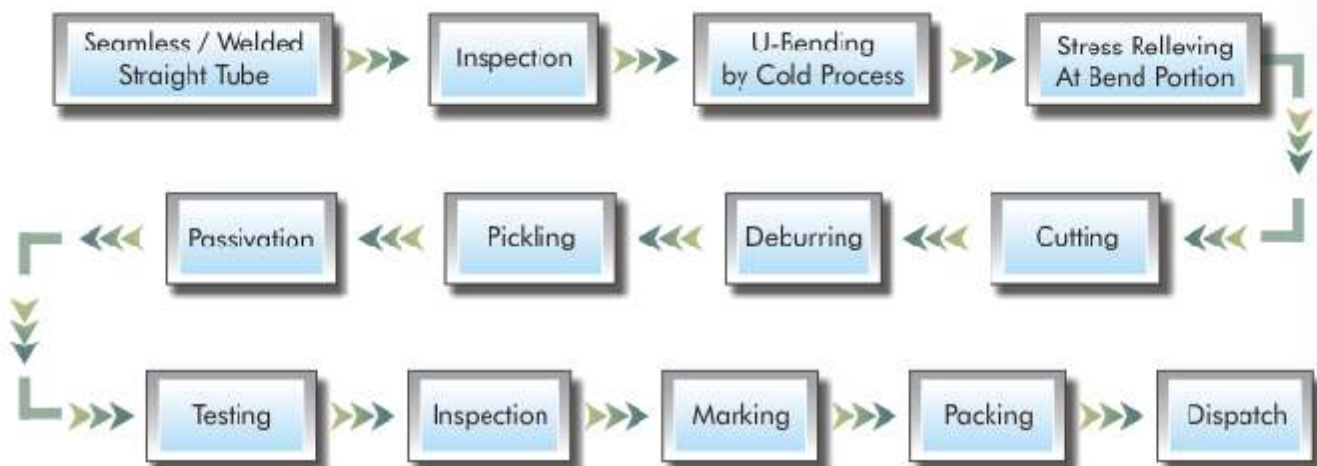 Seamless / Welded
Straight Tube
Inspection
U-Bending
by Cold Process
Stress Relieving
At Bend Portion
Cutting
Deburring
Pickling
Passivation
Testing
Inspection
Marking
Packing
Dispatch